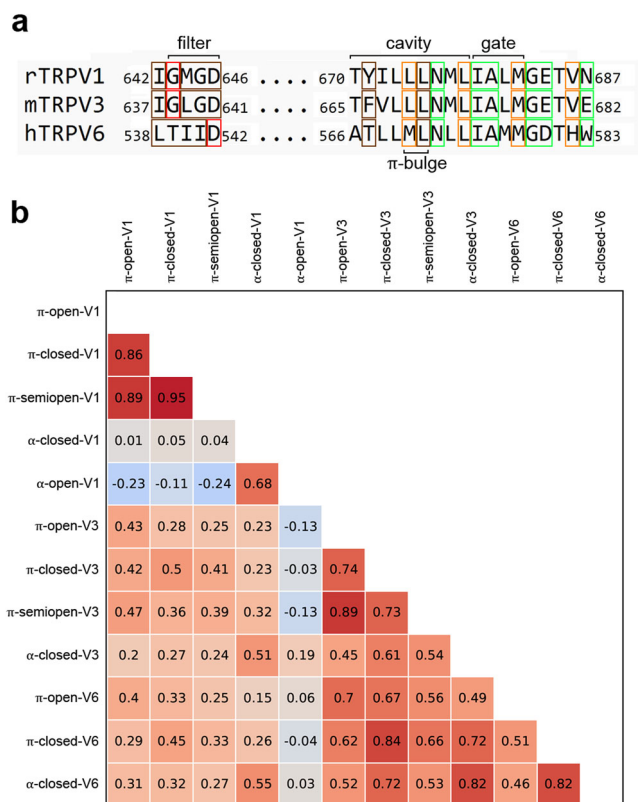 a
filter cavity gate
rTRPV1 642 IGMGD 646 .... 670 TYILLLNMLIALMGETVN 687
mTRPV3 637 IGLGD 641 .... 665 TFVLLLNMLIALMGETVE 682
hTRPV6 538 LTIID 542 .... 566 ATLLMLNLLIAMMGDTHW 583
π-bulge
b
π-open-V1 π-closed-V1 π-semiopen-V1 α-closed-V1 α-open-V1 π-open-V3 π-closed-V3 π-semiopen-V3 α-closed-V3 π-open-V6 π-closed-V6 α-closed-V6
π-open-V1
π-closed-V1 0.86
π-semiopen-V1 0.89 0.95
α-closed-V1 0.01 0.05 0.04
α-open-V1 -0.23 -0.11 -0.24 0.68
π-open-V3 0.43 0.28 0.25 0.23 -0.13
π-closed-V3 0.42 0.5 0.41 0.23 -0.03 0.74
π-semiopen-V3 0.47 0.36 0.39 0.32 -0.13 0.89 0.73
α-closed-V3 0.2 0.27 0.24 0.51 0.19 0.45 0.61 0.54
π-open-V6 0.4 0.33 0.25 0.15 0.06 0.7 0.67 0.56 0.49
π-closed-V6 0.29 0.45 0.33 0.26 -0.04 0.62 0.84 0.66 0.72 0.51
α-closed-V6 0.31 0.32 0.27 0.55 0.03 0.52 0.72 0.53 0.82 0.46 0.82